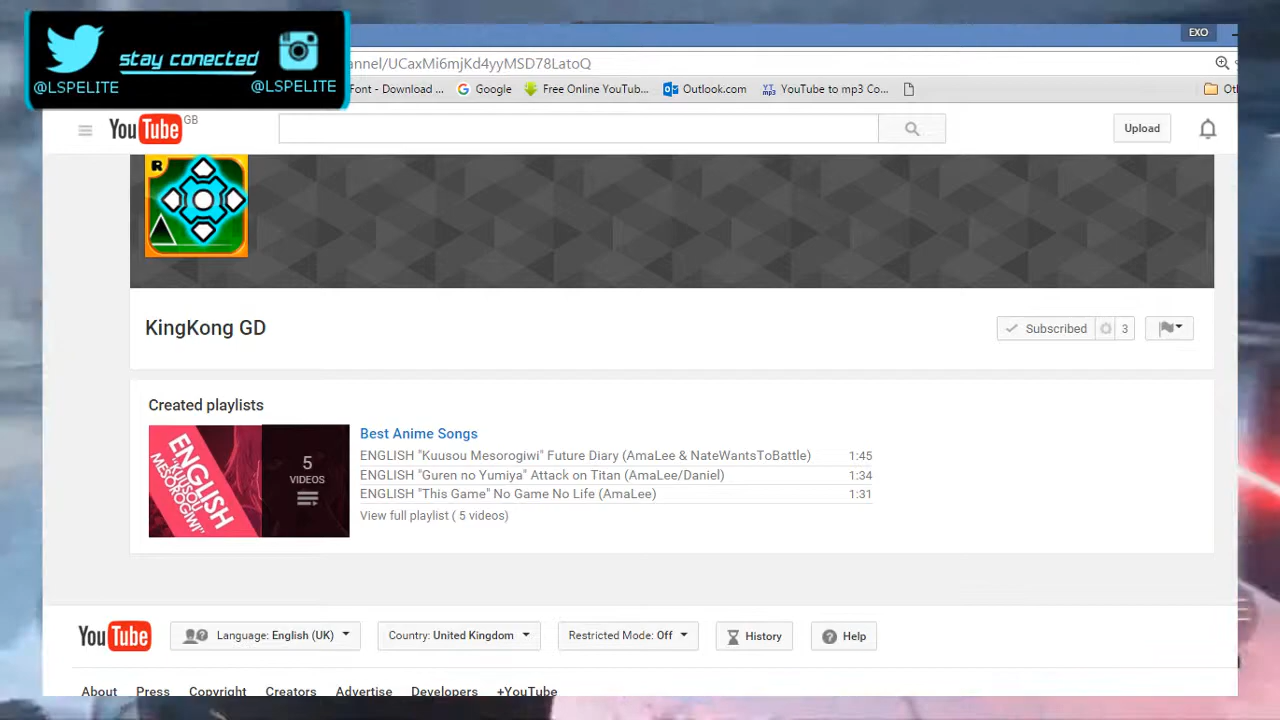 stay conected
@LSPELITE
@LSPELITE
EXO
annel/UCaxMi6mjKd4yyMSD78LatoQ
Font - Download ...
Google
Free Online YouTub...
Outlook.com
YouTube to mp3 Co...
Ot
YouTube GB
Upload
R
KingKong GD
Subscribed
3
Created playlists
ENGLISH
"KUUSOU
MESOROGIWI"
5
VIDEOS
Best Anime Songs
ENGLISH "Kuusou Mesorogiwi" Future Diary (AmaLee & NateWantsToBattle) 1:45
ENGLISH "Guren no Yumiya" Attack on Titan (AmaLee/Daniel) 1:34
ENGLISH "This Game" No Game No Life (AmaLee) 1:31
View full playlist ( 5 videos)
YouTube
Language: English (UK)
Country: United Kingdom
Restricted Mode: Off
History
Help
About Press Copyright Creators Advertise Developers +YouTube